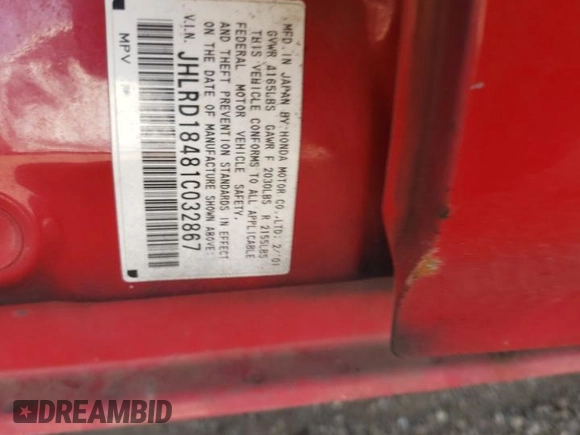 MFD. IN JAPAN BY HONDA MOTOR CO.,LTD. 2/'01
GVWR 4165LBS GAWR F 2030LBS R 2155LBS
THIS VEHICLE CONFORMS TO ALL APPLICABLE
FEDERAL MOTOR VEHICLE SAFETY,
AND THEFT PREVENTION STANDARDS IN EFFECT
ON THE DATE OF MANUFACTURE SHOWN ABOVE:
V.I.N. JHLRD18481C032867
MPV
DREAMBID